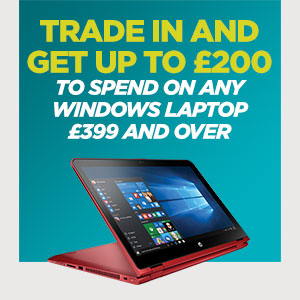 TRADE IN AND
GET UP TO £200
TO SPEND ON ANY
WINDOWS LAPTOP
£399 AND OVER